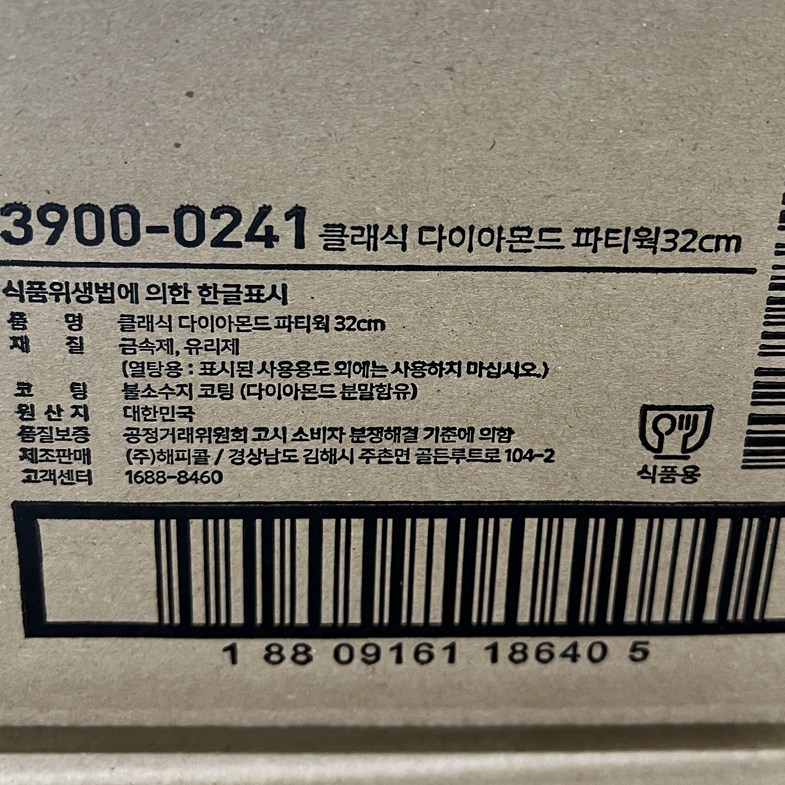 3900-0241 클래식 다이아몬드 파티웍32cm
식품위생법에 의한 한글표시
품 명 클래식 다이아몬드 파티웍 32cm
재 질 금속제, 유리제
(열탕용 : 표시된 사용용도 외에는 사용하지 마십시오.)
코 팅 불소수지 코팅 (다이아몬드 분말함유)
원 산 지 대한민국
품질보증 공정거래위원회 고시 소비자 분쟁해결 기준에 의함
제조판매 (주)해피콜 / 경상남도 김해시 주촌면 골든루트로 104-2
고객센터 1688-8460
식품용
1 88 09161 18640 5